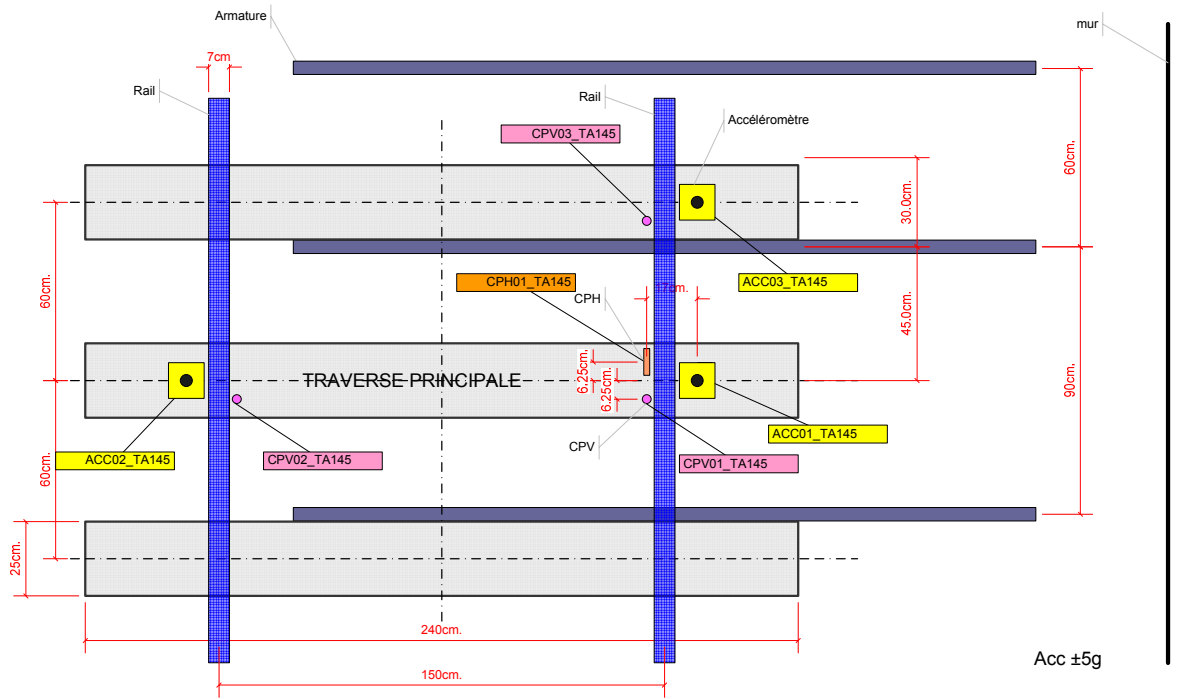 Armature
mur
7cm
Rail
Rail
CPV03_TA145
Accéléromètre
60cm.
30.0cm.
60cm.
CPH01_TA145
CPH
ACC03_TA145
45.0cm.
6.25cm.
TRAVERSE PRINCIPALE
6.25cm.
90cm.
ACC01_TA145
CPV
ACC02_TA145
CPV02_TA145
CPV01_TA145
60cm.
25cm.
240cm.
150cm.
Acc ±5g